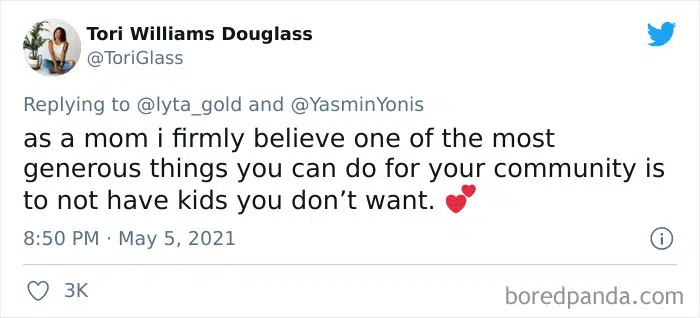 Tori Williams Douglass
@ToriGlass
Replying to @lyta_gold and @YasminYonis
as a mom i firmly believe one of the most
generous things you can do for your community is
to not have kids you don’t want. 💕
8:50 PM · May 5, 2021
3K
boredpanda.com